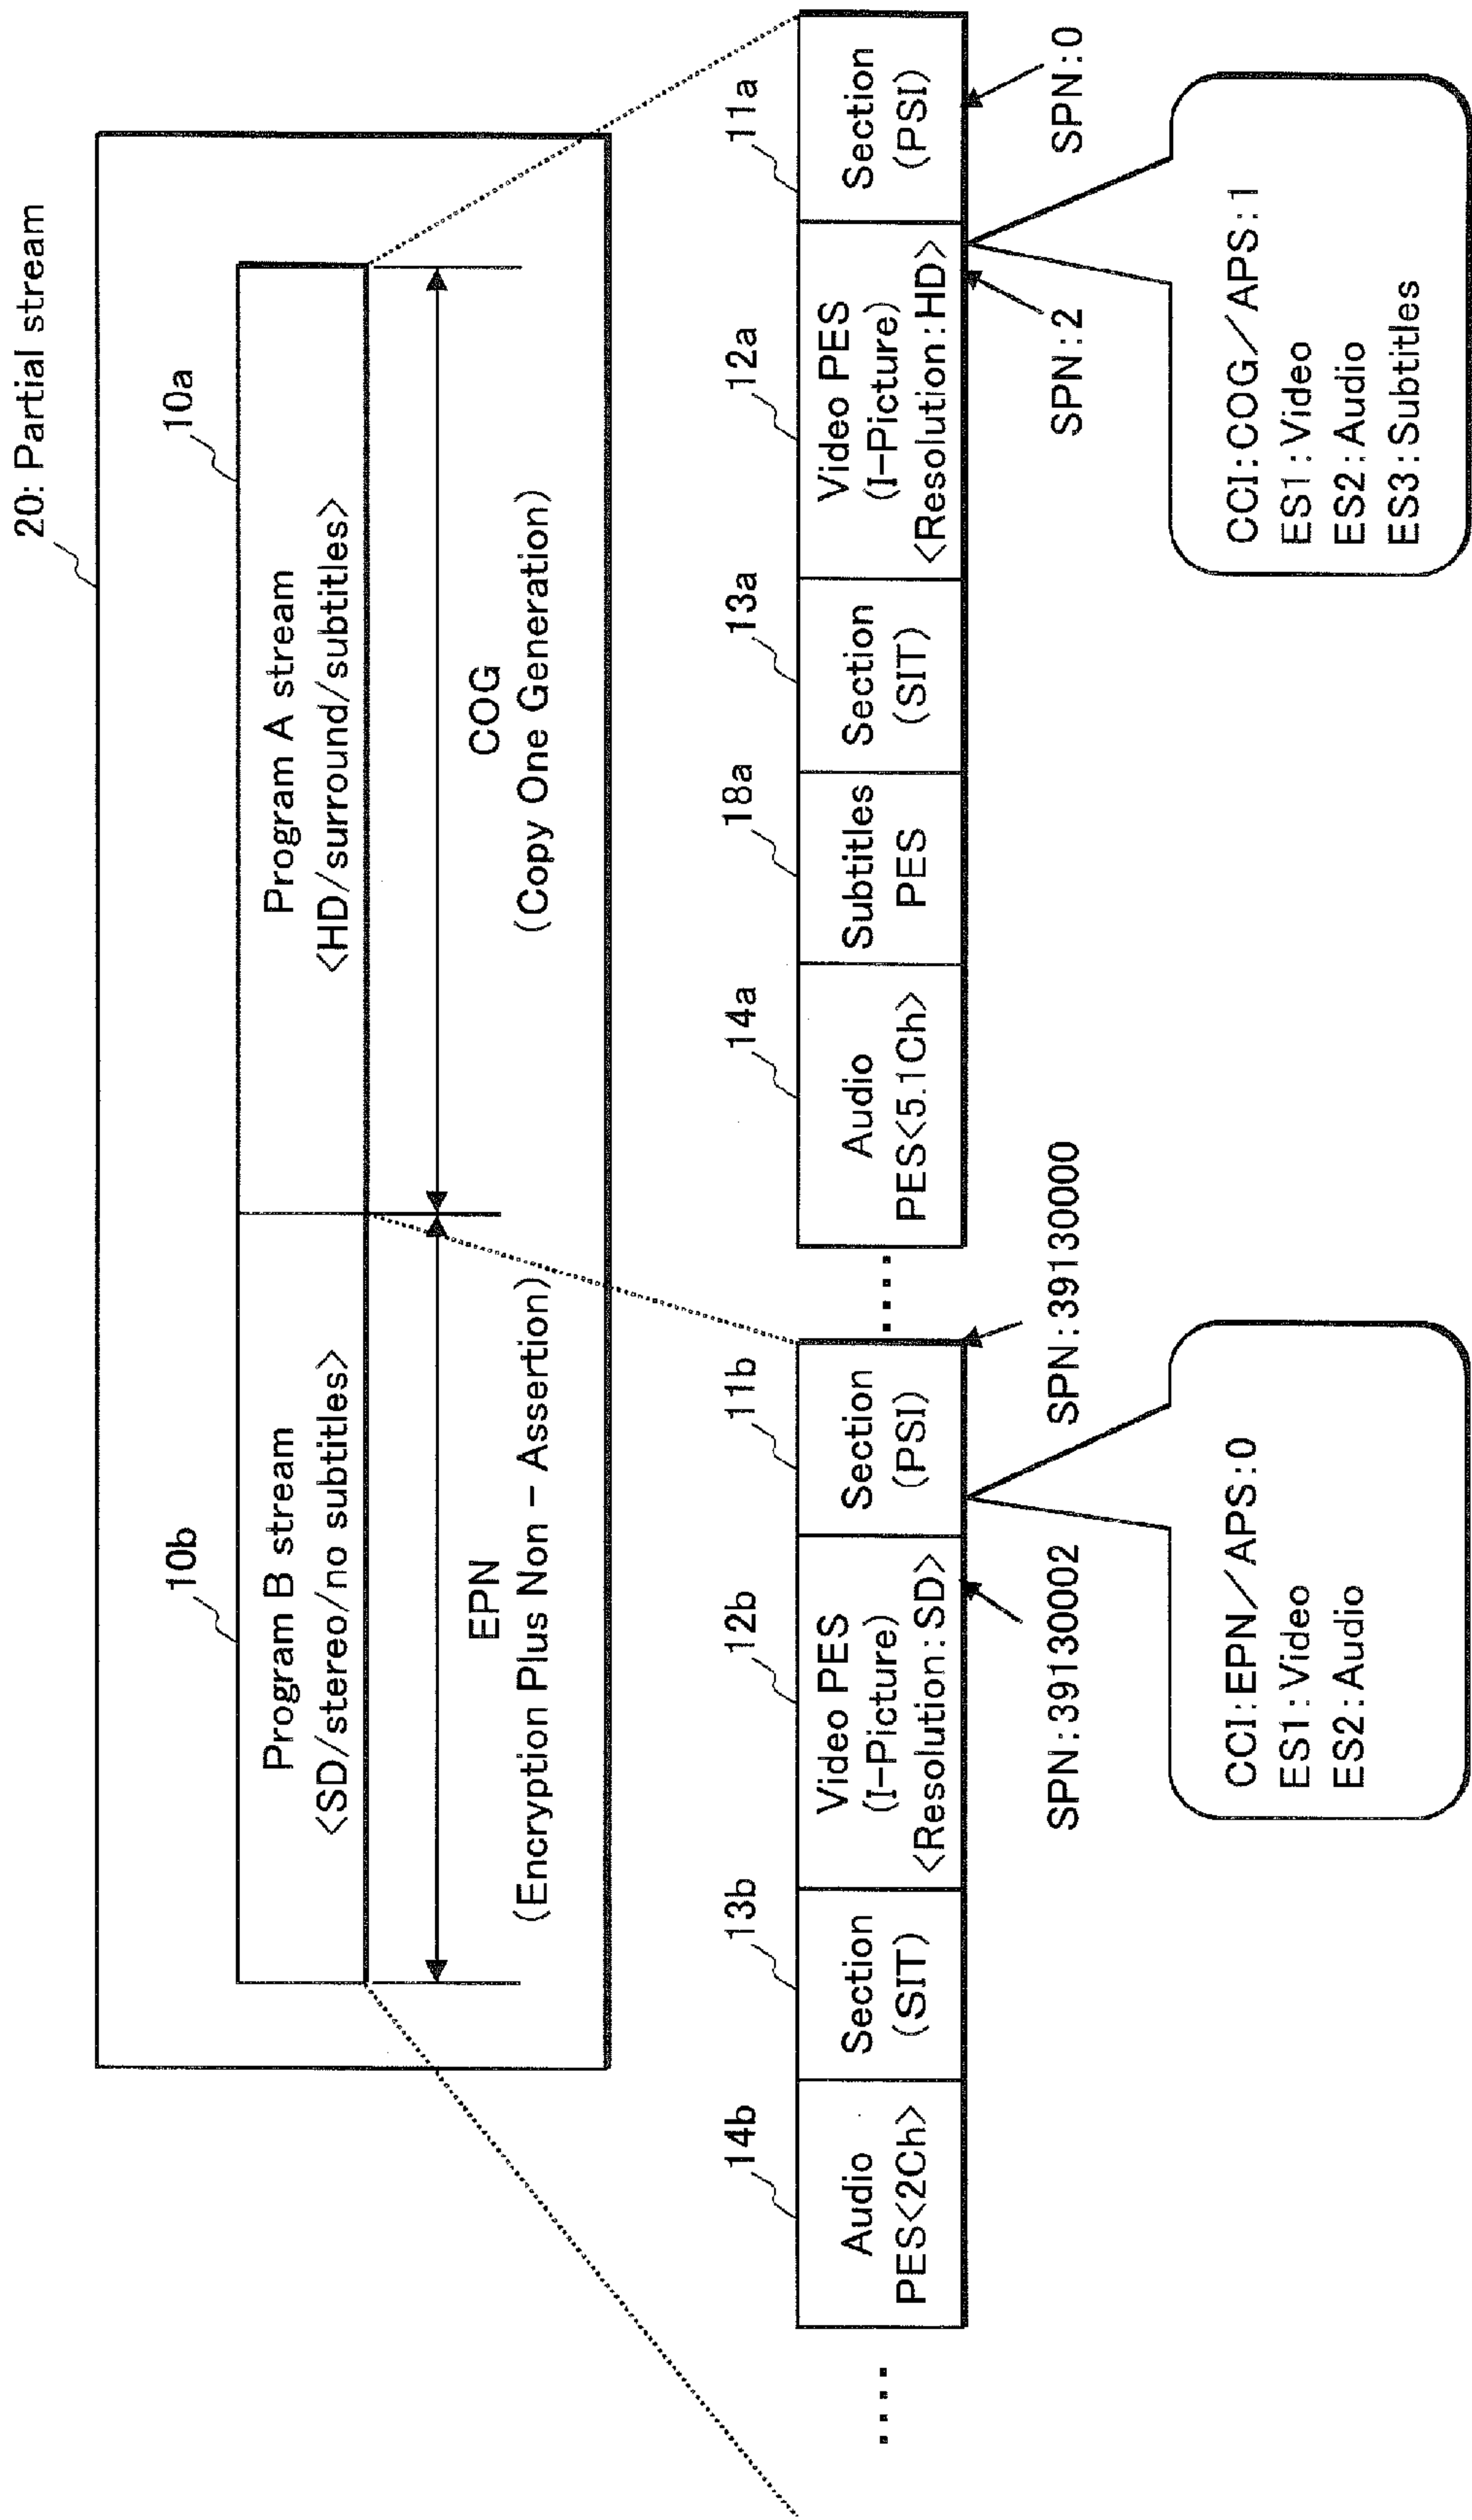 20: Partial stream
10b
10a
Program B stream
<SD/stereo/no subtitles>
Program A stream
<HD/surround/subtitles>
EPN
(Encryption Plus Non - Assertion)
COG
(Copy One Generation)
14b
13b
12b
11b
14a
18a
13a
12a
11a
....
Audio
PES<2Ch>
Section
(SIT)
Video PES
(I-Picture)
<Resolution:SD>
Section
(PSI)
....
Audio
PES<5.1Ch>
Subtitles
PES
Section
(SIT)
Video PES
(I-Picture)
<Resolution:HD>
Section
(PSI)
SPN:39130002
SPN:39130000
SPN:2
SPN:0
CCI:EPN/APS:0
ES1:Video
ES2:Audio
CCI:COG/APS:1
ES1:Video
ES2:Audio
ES3:Subtitles